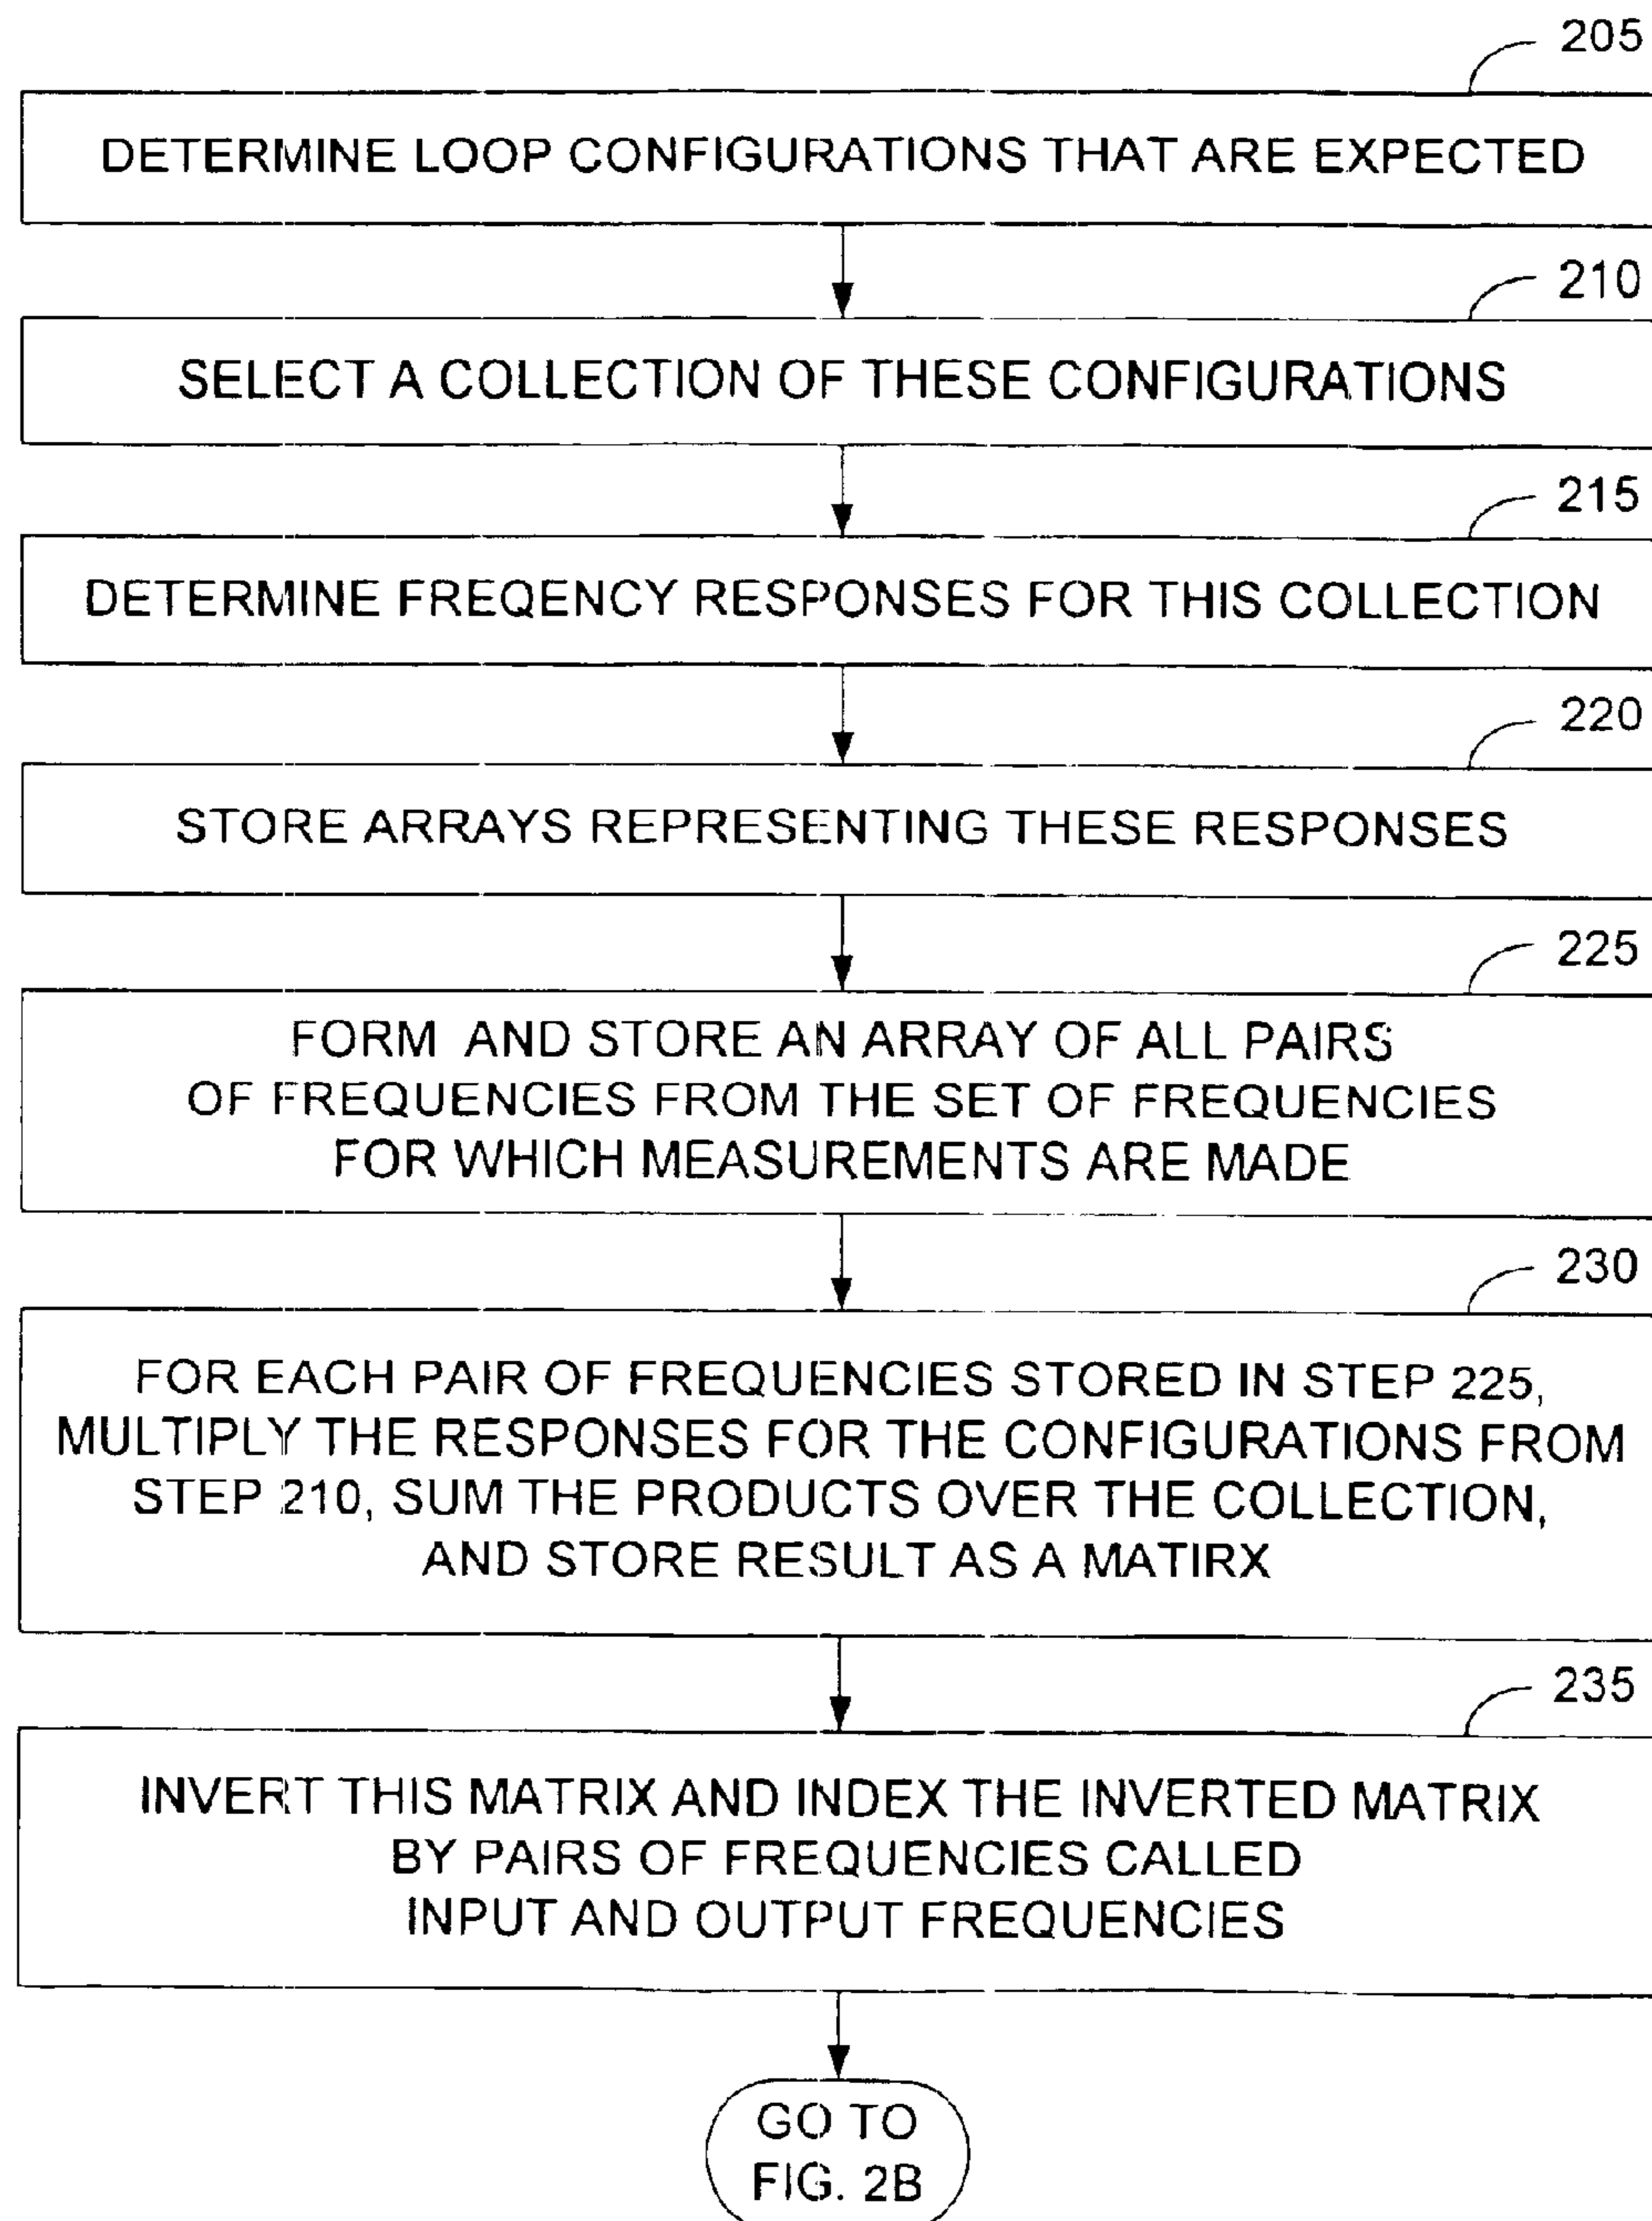 205
DETERMINE LOOP CONFIGURATIONS THAT ARE EXPECTED
210
SELECT A COLLECTION OF THESE CONFIGURATIONS
215
DETERMINE FREQENCY RESPONSES FOR THIS COLLECTION
220
STORE ARRAYS REPRESENTING THESE RESPONSES
225
FORM AND STORE AN ARRAY OF ALL PAIRS
OF FREQUENCIES FROM THE SET OF FREQUENCIES
FOR WHICH MEASUREMENTS ARE MADE
230
FOR EACH PAIR OF FREQUENCIES STORED IN STEP 225,
MULTIPLY THE RESPONSES FOR THE CONFIGURATIONS FROM
STEP 210, SUM THE PRODUCTS OVER THE COLLECTION,
AND STORE RESULT AS A MATIRX
235
INVERT THIS MATRIX AND INDEX THE INVERTED MATRIX
BY PAIRS OF FREQUENCIES CALLED
INPUT AND OUTPUT FREQUENCIES
GO TO
FIG. 2B